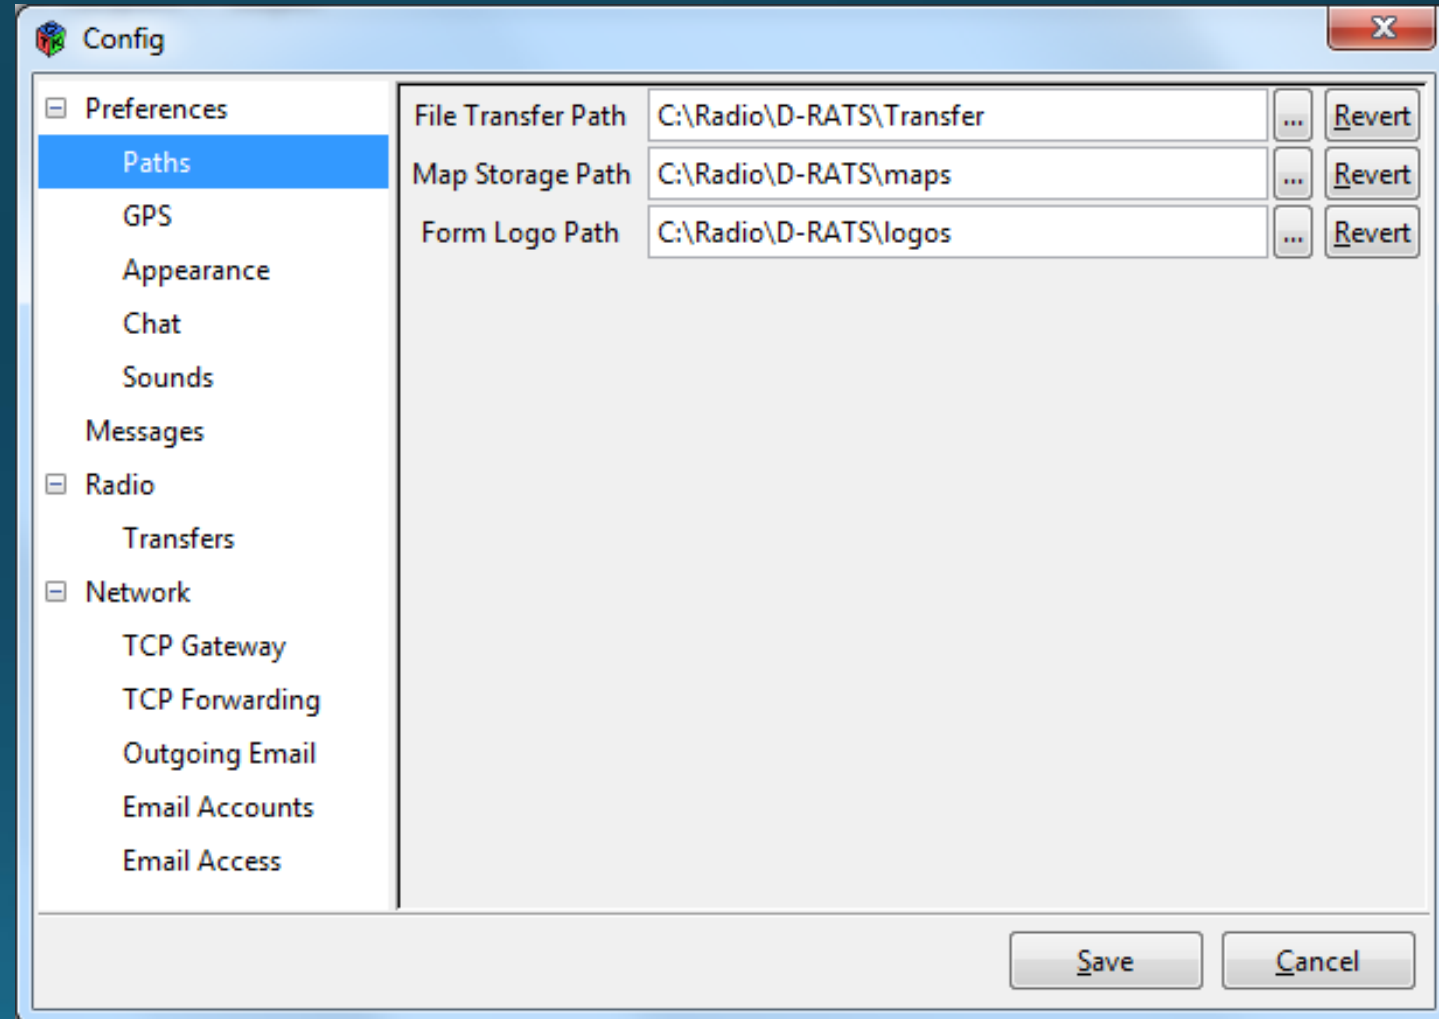 Config
Preferences
Paths
GPS
Appearance
Chat
Sounds
Messages
Radio
Transfers
Network
TCP Gateway
TCP Forwarding
Outgoing Email
Email Accounts
Email Access
File Transfer Path C:\Radio\D-RATS\Transfer ... Revert
Map Storage Path C:\Radio\D-RATS\maps ... Revert
Form Logo Path C:\Radio\D-RATS\logos ... Revert
Save Cancel